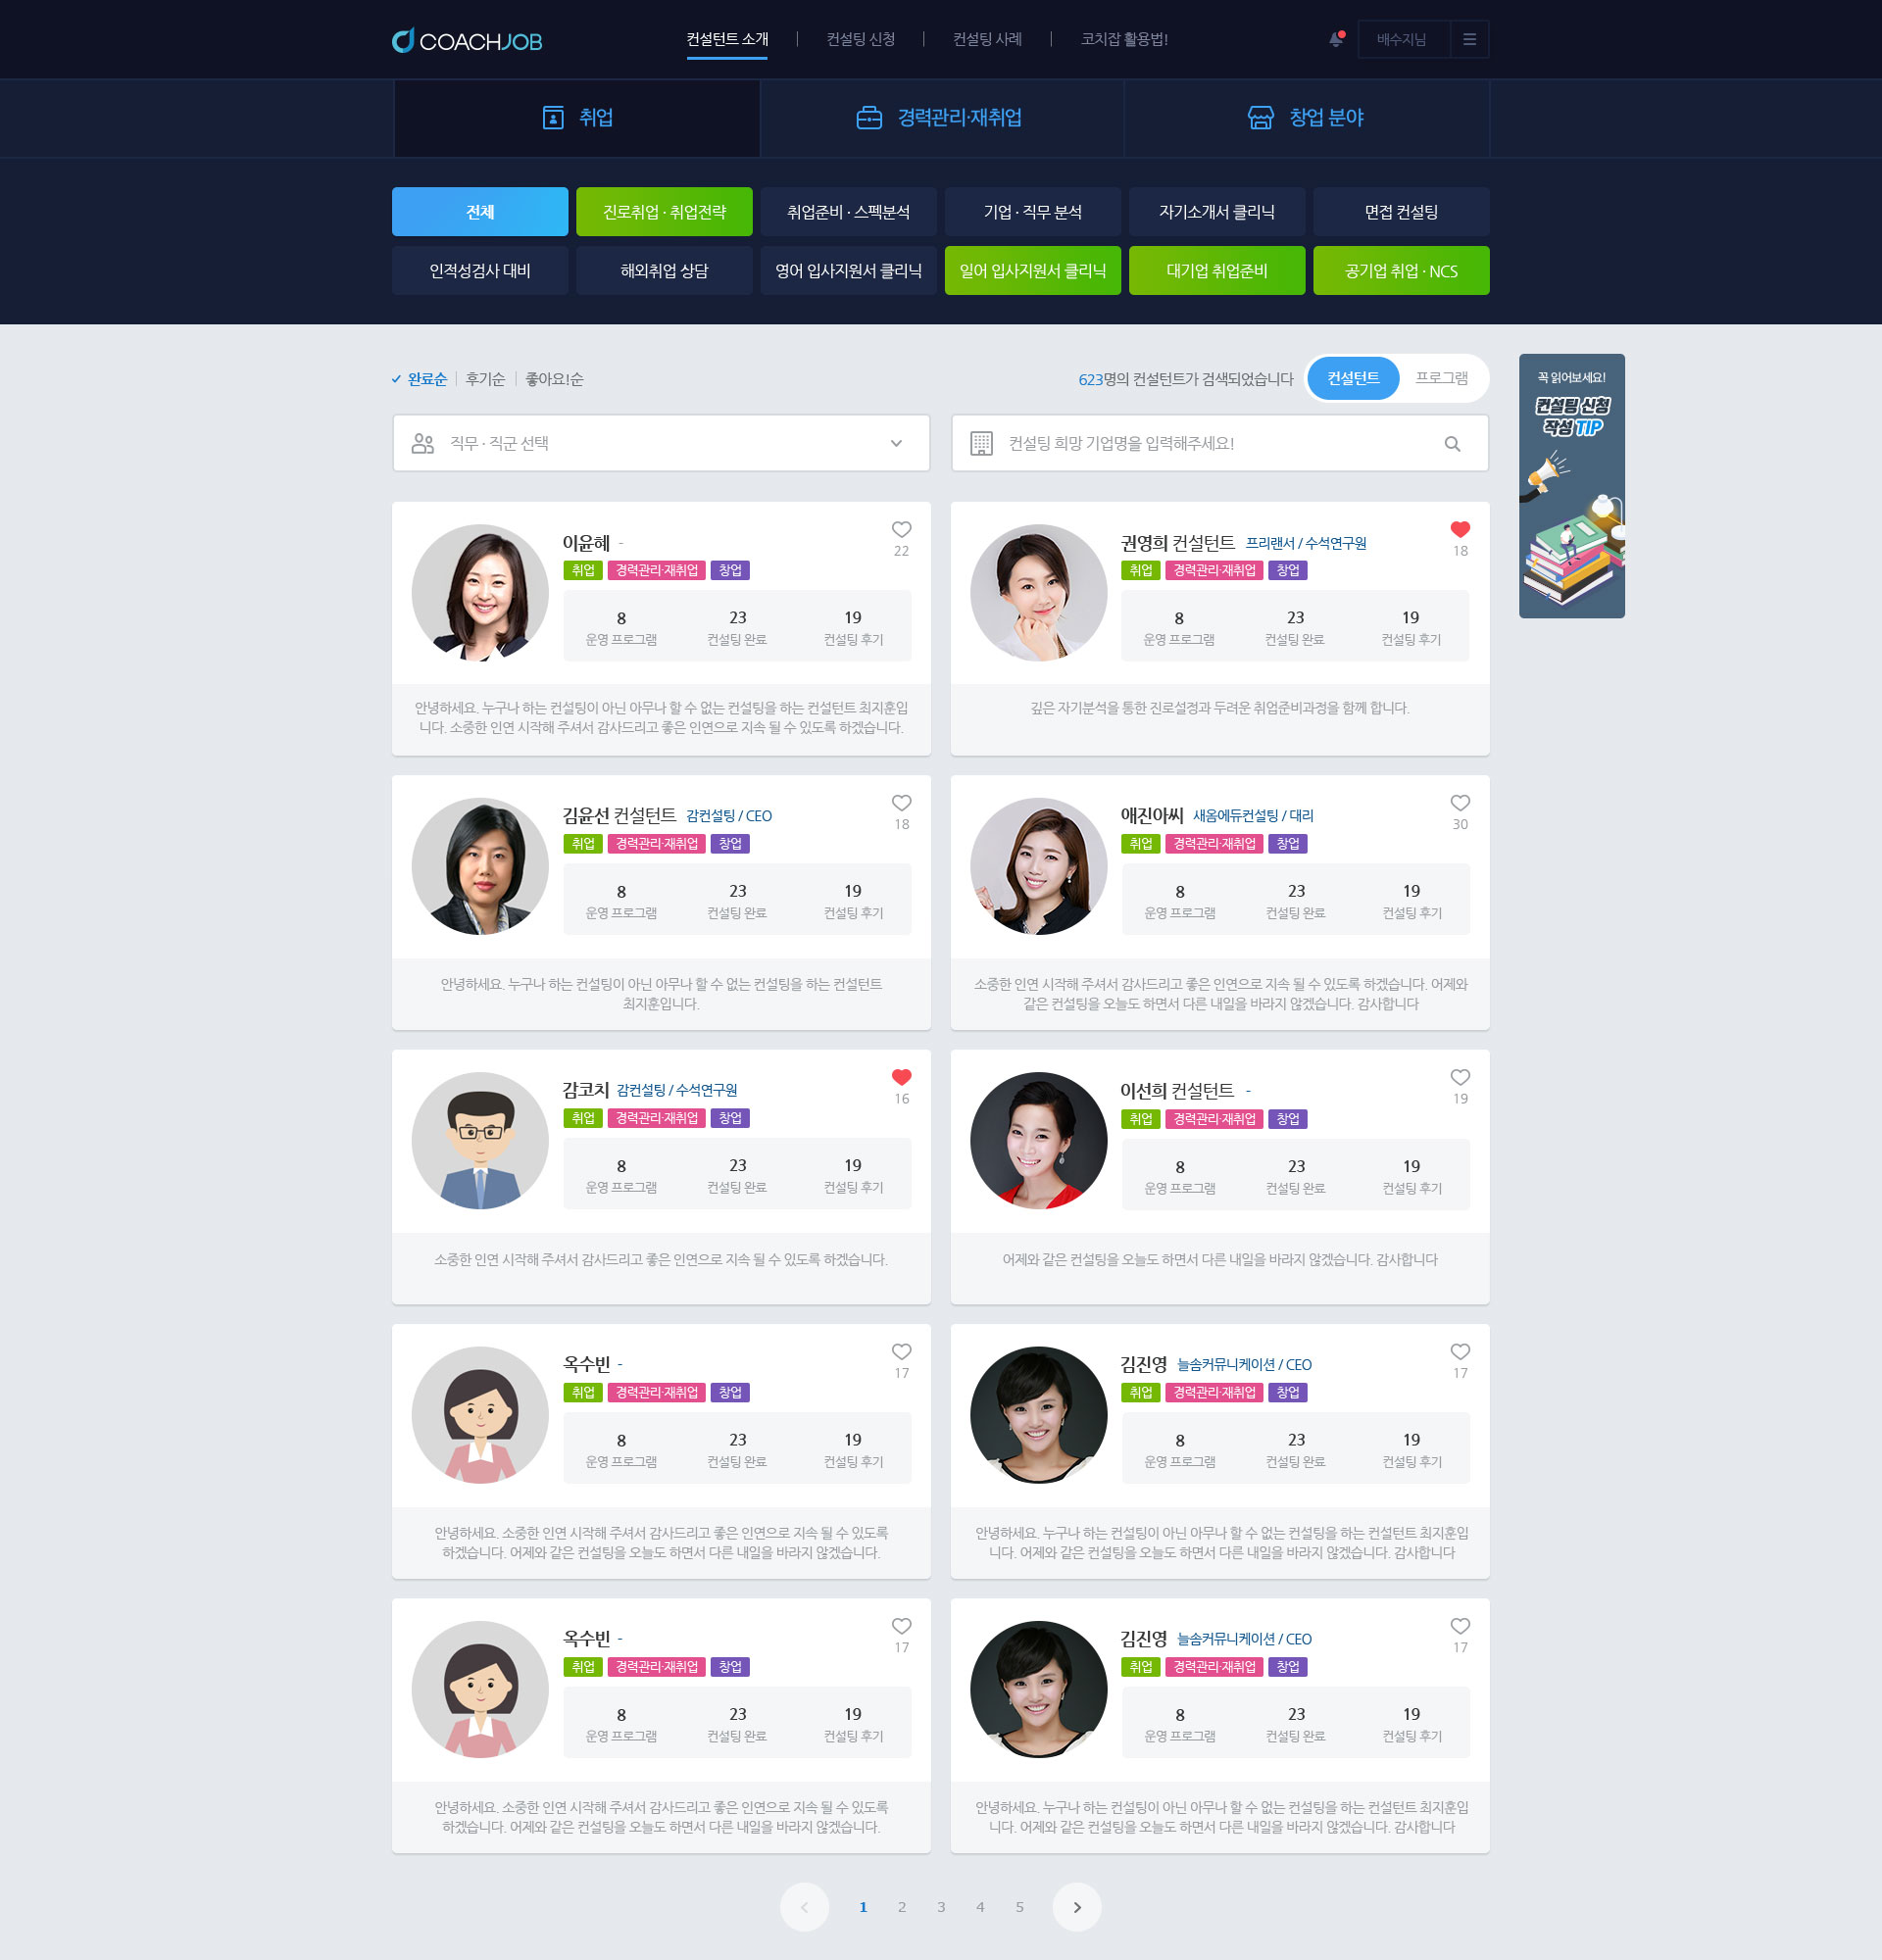 COACHJOB
컨설턴트 소개
컨설팅 신청
컨설팅 사례
코치잡 활용법!
배수지님
취업
경력관리·재취업
창업 분야
전체
진로취업 · 취업전략
취업준비 · 스펙분석
기업 · 직무 분석
자기소개서 클리닉
면접 컨설팅
인적성검사 대비
해외취업 상담
영어 입사지원서 클리닉
일어 입사지원서 클리닉
대기업 취업준비
공기업 취업 · NCS
완료순
후기순
좋아요!순
623명의 컨설턴트가 검색되었습니다
컨설턴트
프로그램
꼭 읽어보세요!
컨설팅 신청
작성 TIP
직무 · 직군 선택
컨설팅 희망 기업명을 입력해주세요!
이윤혜 -
22
취업 경력관리·재취업 창업
8 23 19
운영 프로그램 컨설팅 완료 컨설팅 후기
안녕하세요. 누구나 하는 컨설팅이 아닌 아무나 할 수 없는 컨설팅을 하는 컨설턴트 최지훈입
니다. 소중한 인연 시작해 주셔서 감사드리고 좋은 인연으로 지속 될 수 있도록 하겠습니다.
권영희 컨설턴트 프리랜서 / 수석연구원
18
취업 경력관리·재취업 창업
8 23 19
운영 프로그램 컨설팅 완료 컨설팅 후기
깊은 자기분석을 통한 진로설정과 두려운 취업준비과정을 함께 합니다.
김윤선 컨설턴트 감컨설팅 / CEO
18
취업 경력관리·재취업 창업
8 23 19
운영 프로그램 컨설팅 완료 컨설팅 후기
안녕하세요. 누구나 하는 컨설팅이 아닌 아무나 할 수 없는 컨설팅을 하는 컨설턴트
최지훈입니다.
애진아씨 새옴에듀컨설팅 / 대리
30
취업 경력관리·재취업 창업
8 23 19
운영 프로그램 컨설팅 완료 컨설팅 후기
소중한 인연 시작해 주셔서 감사드리고 좋은 인연으로 지속 될 수 있도록 하겠습니다. 어제와
같은 컨설팅을 오늘도 하면서 다른 내일을 바라지 않겠습니다. 감사합니다
감코치 감컨설팅 / 수석연구원
16
취업 경력관리·재취업 창업
8 23 19
운영 프로그램 컨설팅 완료 컨설팅 후기
소중한 인연 시작해 주셔서 감사드리고 좋은 인연으로 지속 될 수 있도록 하겠습니다.
이선희 컨설턴트 -
19
취업 경력관리·재취업 창업
8 23 19
운영 프로그램 컨설팅 완료 컨설팅 후기
어제와 같은 컨설팅을 오늘도 하면서 다른 내일을 바라지 않겠습니다. 감사합니다
옥수빈 -
17
취업 경력관리·재취업 창업
8 23 19
운영 프로그램 컨설팅 완료 컨설팅 후기
안녕하세요. 소중한 인연 시작해 주셔서 감사드리고 좋은 인연으로 지속 될 수 있도록
하겠습니다. 어제와 같은 컨설팅을 오늘도 하면서 다른 내일을 바라지 않겠습니다.
김진영 늘솜커뮤니케이션 / CEO
17
취업 경력관리·재취업 창업
8 23 19
운영 프로그램 컨설팅 완료 컨설팅 후기
안녕하세요. 누구나 하는 컨설팅이 아닌 아무나 할 수 없는 컨설팅을 하는 컨설턴트 최지훈입
니다. 어제와 같은 컨설팅을 오늘도 하면서 다른 내일을 바라지 않겠습니다. 감사합니다
옥수빈 -
17
취업 경력관리·재취업 창업
8 23 19
운영 프로그램 컨설팅 완료 컨설팅 후기
안녕하세요. 소중한 인연 시작해 주셔서 감사드리고 좋은 인연으로 지속 될 수 있도록
하겠습니다. 어제와 같은 컨설팅을 오늘도 하면서 다른 내일을 바라지 않겠습니다.
김진영 늘솜커뮤니케이션 / CEO
17
취업 경력관리·재취업 창업
8 23 19
운영 프로그램 컨설팅 완료 컨설팅 후기
안녕하세요. 누구나 하는 컨설팅이 아닌 아무나 할 수 없는 컨설팅을 하는 컨설턴트 최지훈입
니다. 어제와 같은 컨설팅을 오늘도 하면서 다른 내일을 바라지 않겠습니다. 감사합니다
1 2 3 4 5